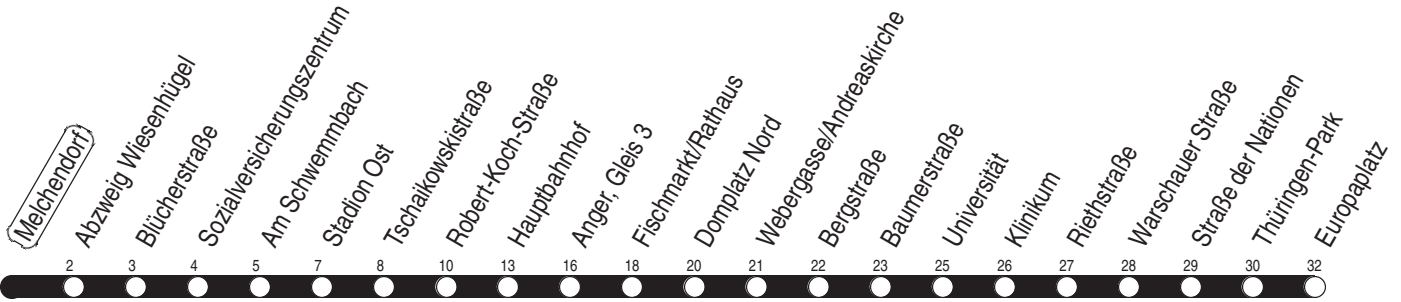 Melchendorf
Abzweig Wiesenhügel
Blücherstraße
Sozialversicherungszentrum
Am Schwemmbach
Stadion Ost
Tschaikowskistraße
Robert-Koch-Straße
Hauptbahnhof
Anger, Gleis 3
Fischmarkt/Rathaus
Domplatz Nord
Webergasse/Andreaskirche
Bergstraße
Baumerstraße
Universität
Klinikum
Riethstraße
Warschauer Straße
Straße der Nationen
Thüringen-Park
Europaplatz
2 3 4 5 7 8 10 13 16 18 20 21 22 23 25 26 27 28 29 30 32